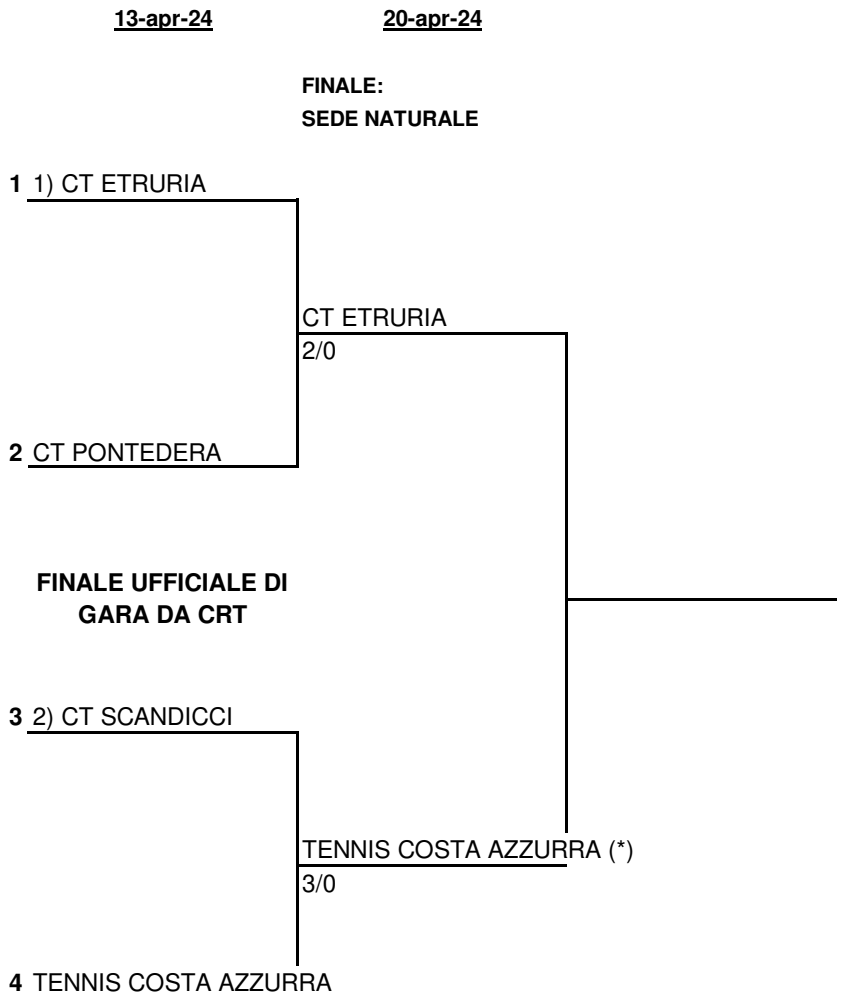 13-apr-24 20-apr-24
FINALE:
SEDE NATURALE
1 1) CT ETRURIA
CT ETRURIA
2/0
2 CT PONTEDERA
FINALE UFFICIALE DI
GARA DA CRT
3 2) CT SCANDICCI
TENNIS COSTA AZZURRA (*)
3/0
4 TENNIS COSTA AZZURRA